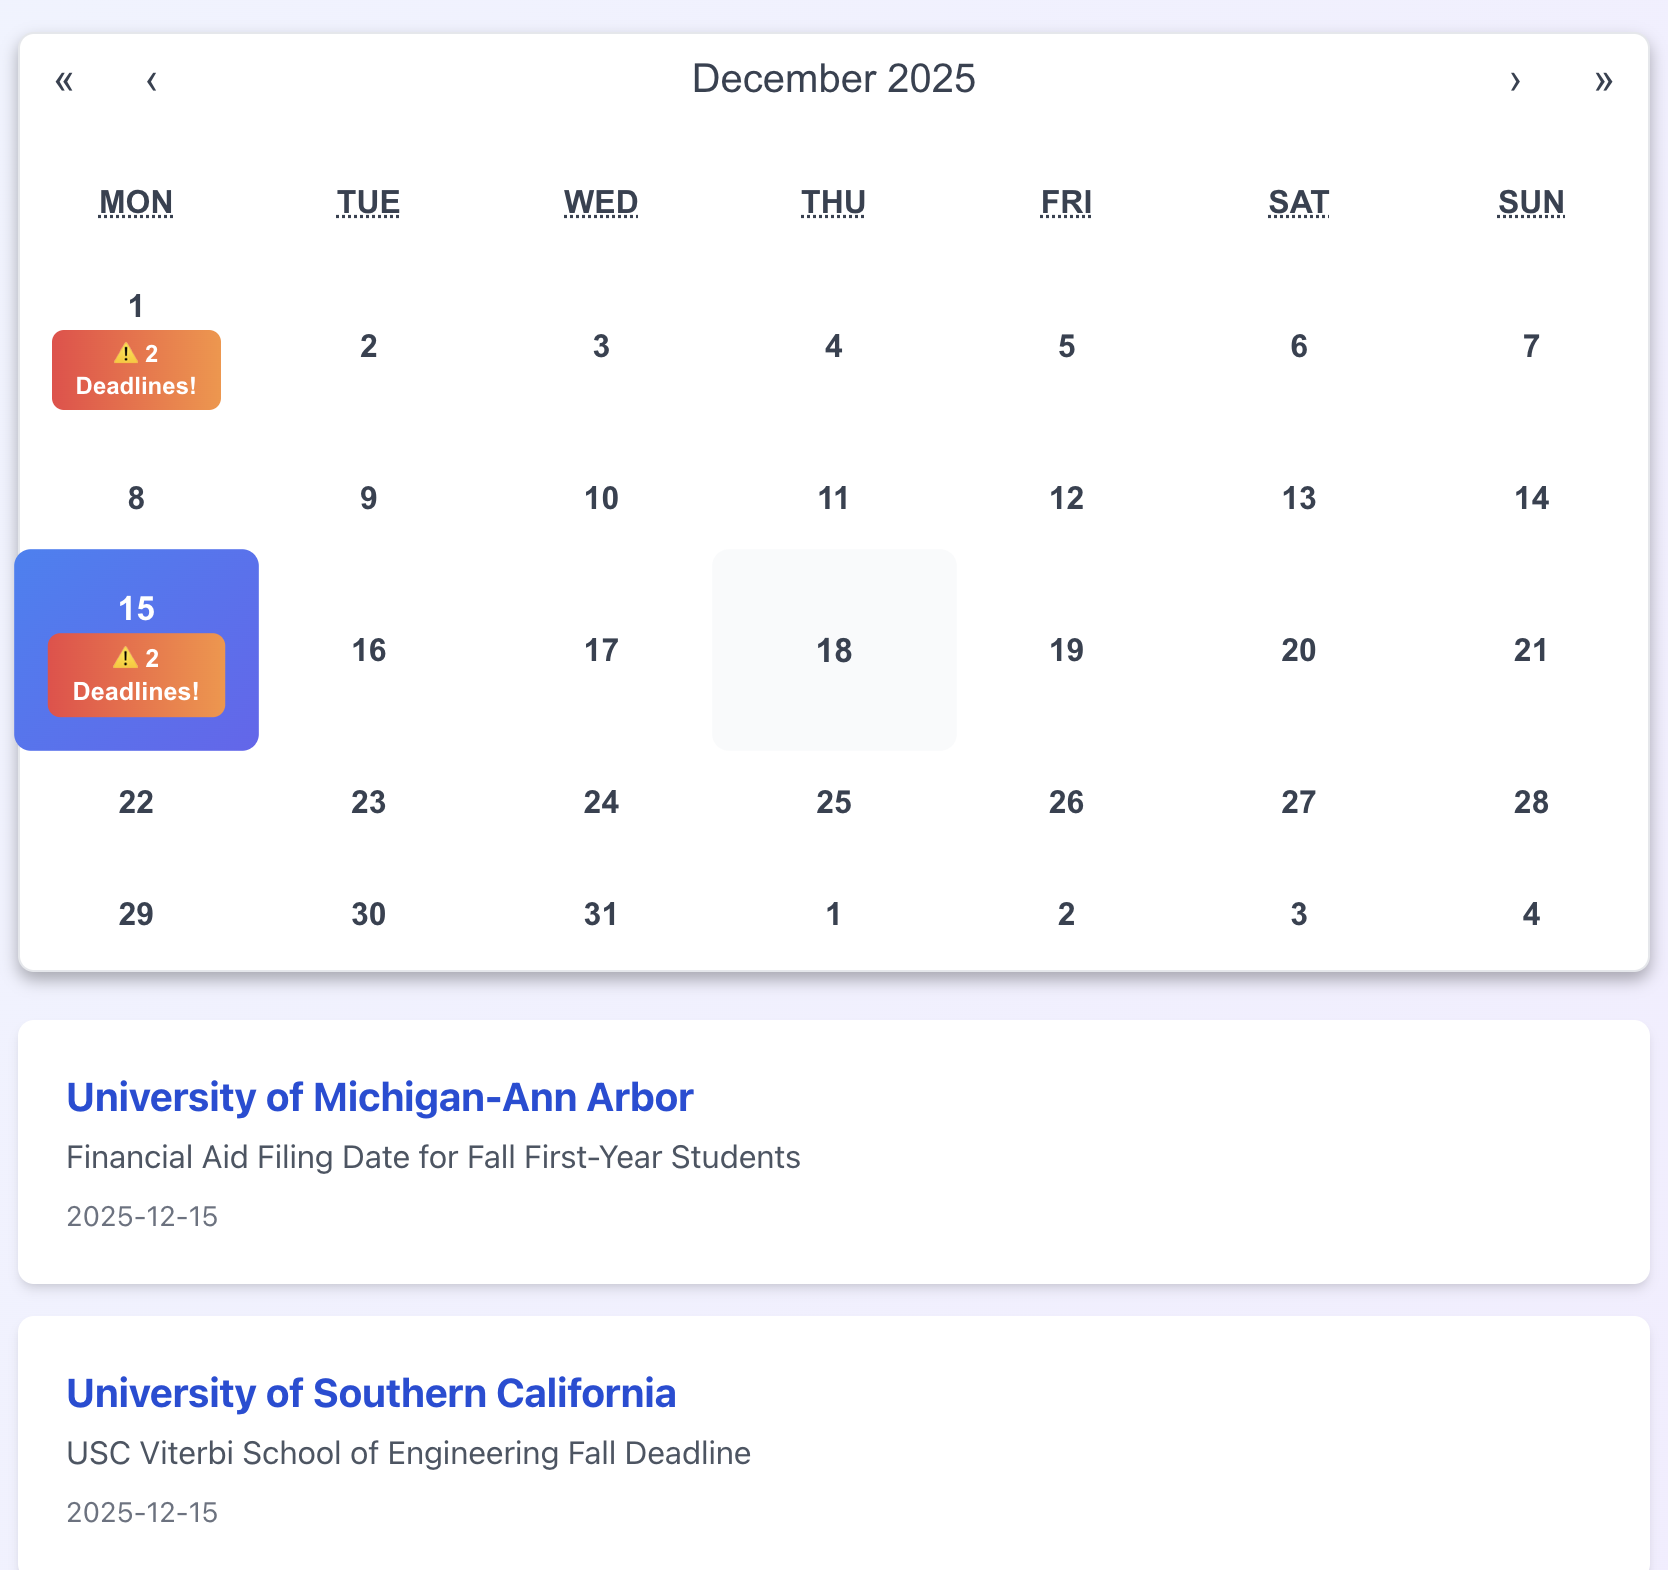 « ‹ December 2025 › »
MON TUE WED THU FRI SAT SUN
1 2 3 4 5 6 7
⚠️ 2
Deadlines!
8 9 10 11 12 13 14
15 16 17 18 19 20 21
⚠️ 2
Deadlines!
22 23 24 25 26 27 28
29 30 31 1 2 3 4
University of Michigan-Ann Arbor
Financial Aid Filing Date for Fall First-Year Students
2025-12-15
University of Southern California
USC Viterbi School of Engineering Fall Deadline
2025-12-15